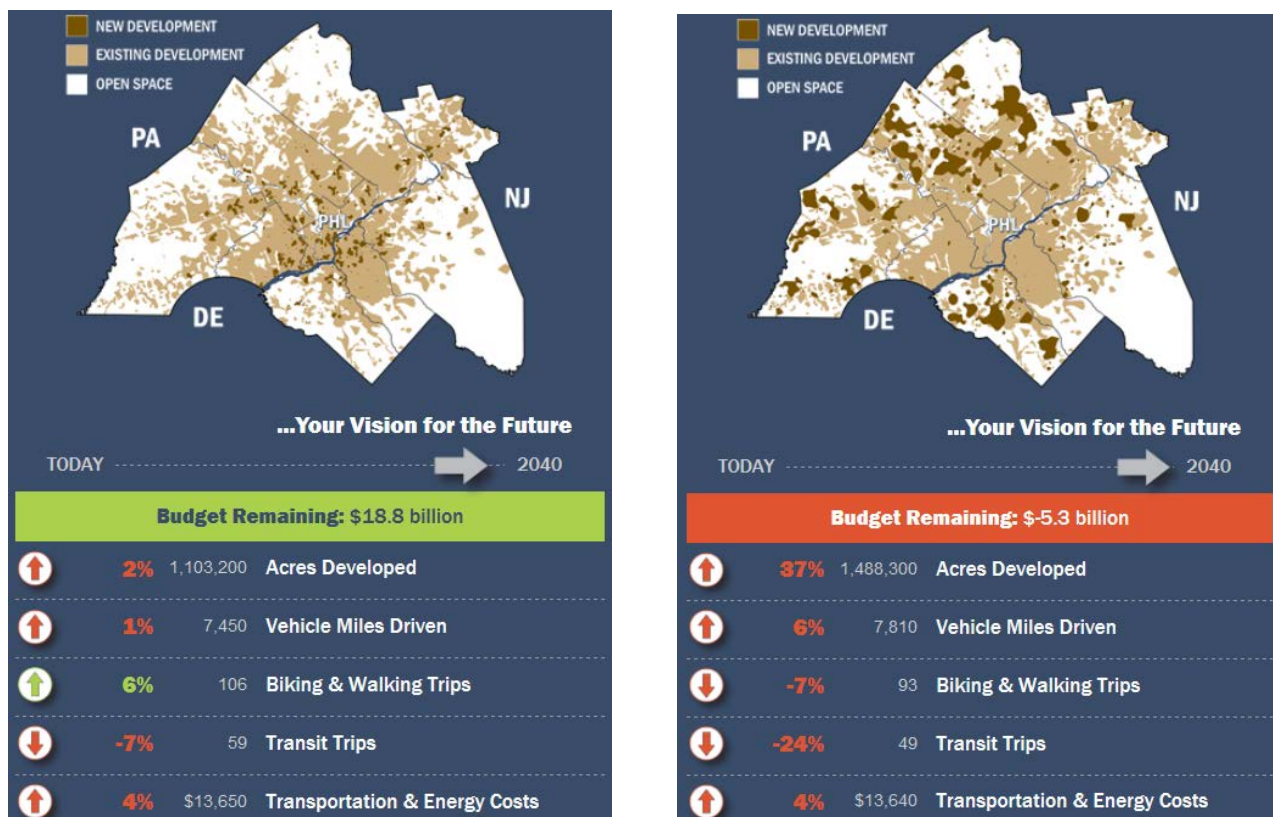 NEW DEVELOPMENT
EXISTING DEVELOPMENT
OPEN SPACE
PA
NJ
PHL
DE
...Your Vision for the Future
TODAY 2040
Budget Remaining: $18.8 billion
2% 1,103,200 Acres Developed
1% 7,450 Vehicle Miles Driven
6% 106 Biking & Walking Trips
-7% 59 Transit Trips
4% $13,650 Transportation & Energy Costs
NEW DEVELOPMENT
EXISTING DEVELOPMENT
OPEN SPACE
PA
NJ
PHL
DE
...Your Vision for the Future
TODAY 2040
Budget Remaining: $-5.3 billion
37% 1,488,300 Acres Developed
6% 7,810 Vehicle Miles Driven
-7% 93 Biking & Walking Trips
-24% 49 Transit Trips
4% $13,640 Transportation & Energy Costs